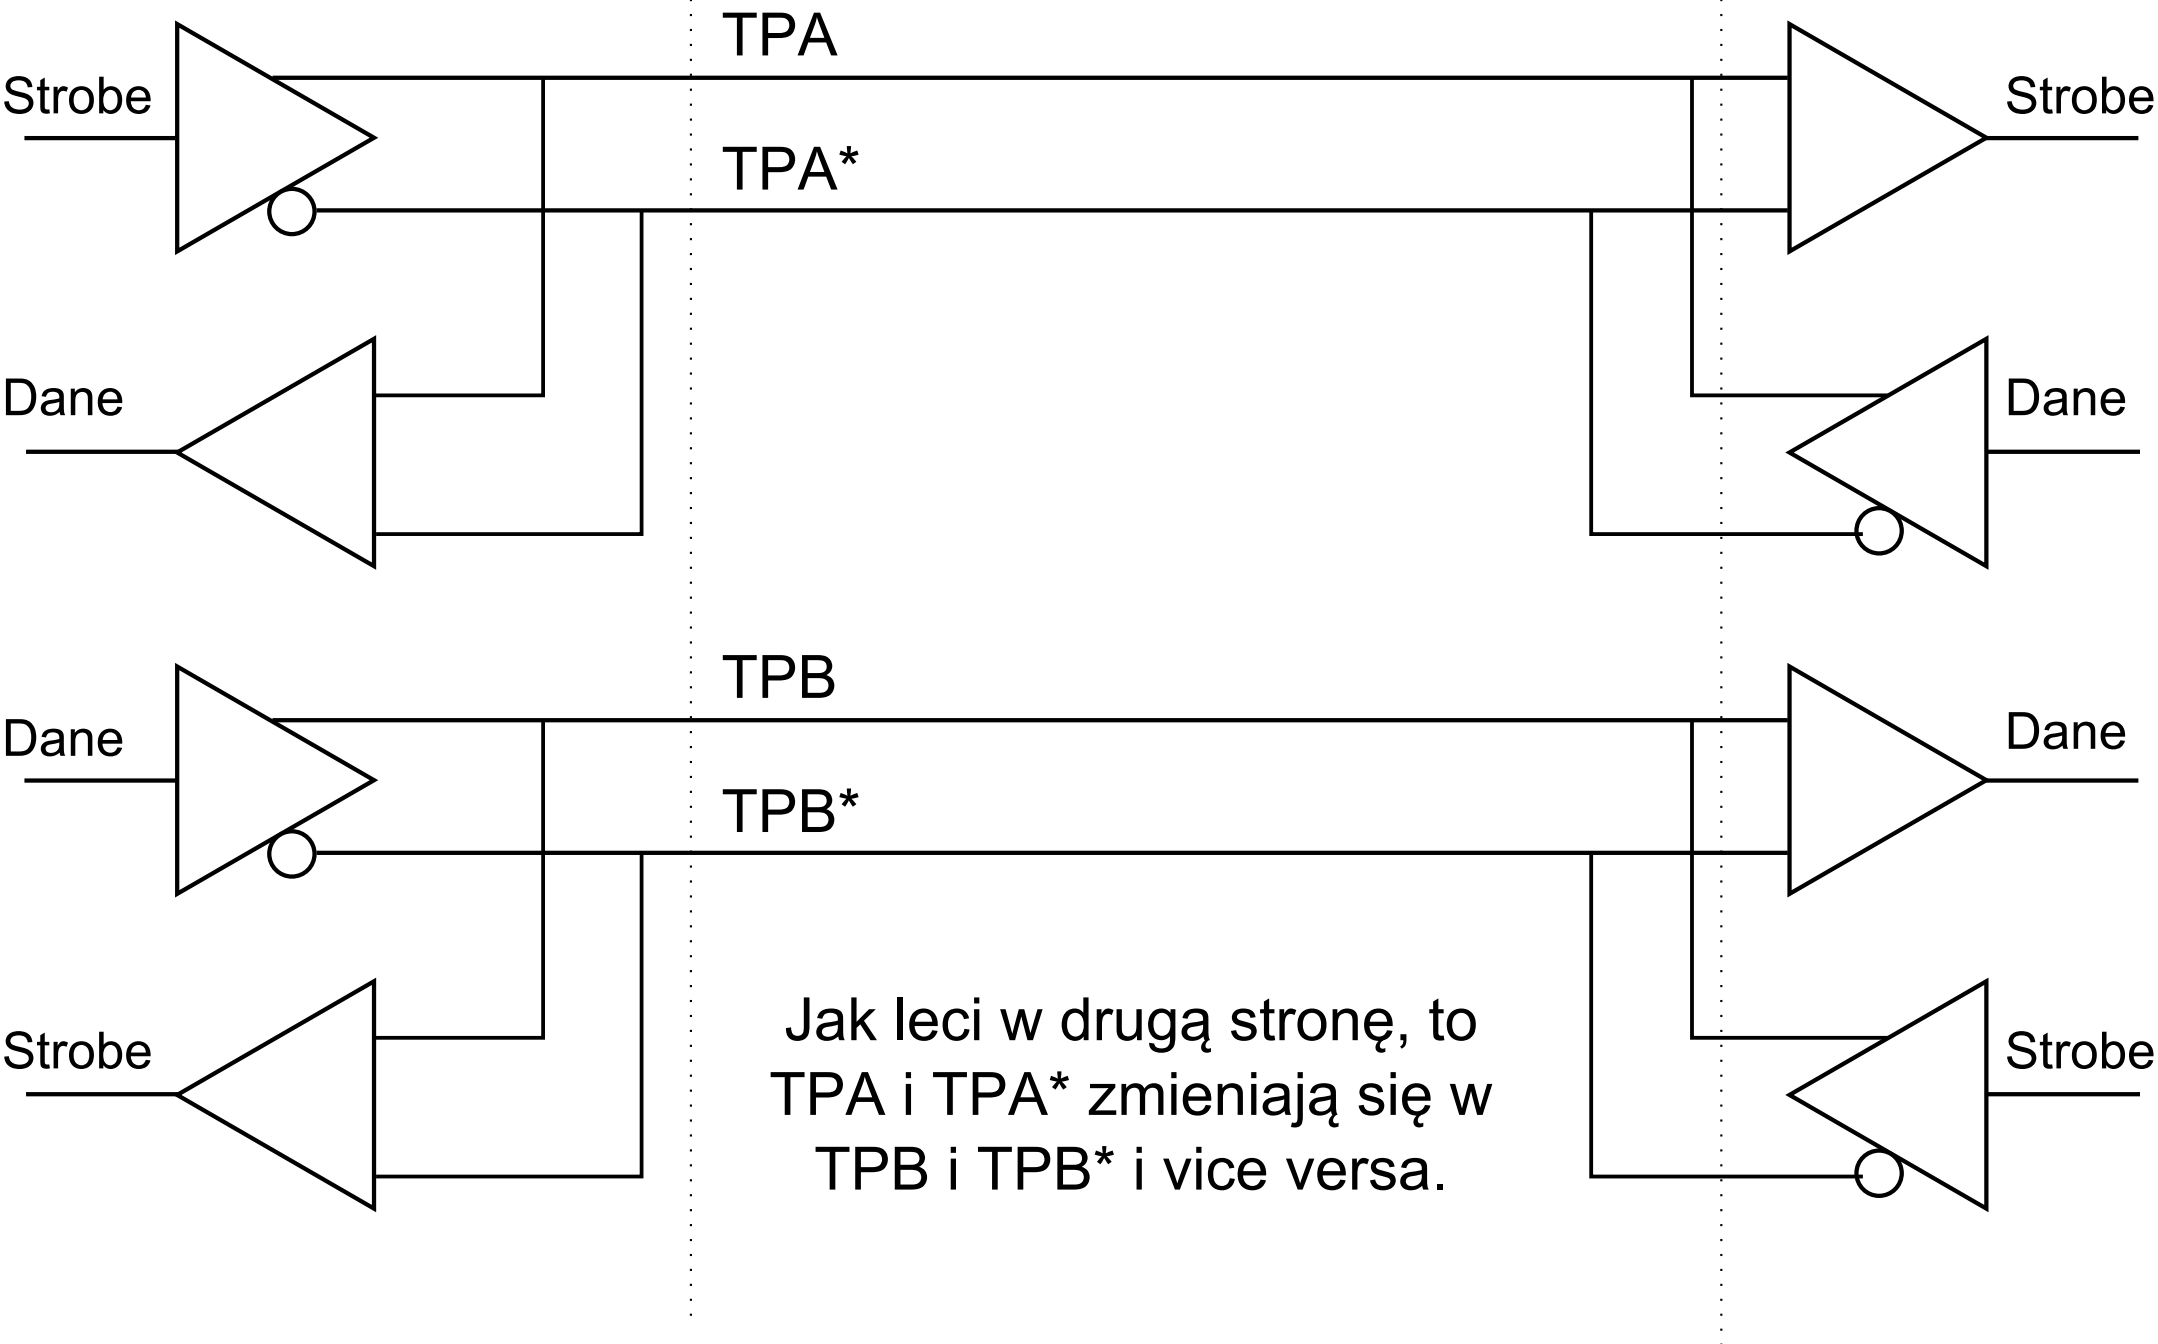 TPA
Strobe
Strobe
TPA*
Dane
Dane
TPB
Dane
Dane
TPB*
Jak leci w drugą stronę, to
TPA i TPA* zmieniają się w
TPB i TPB* i vice versa.
Strobe
Strobe